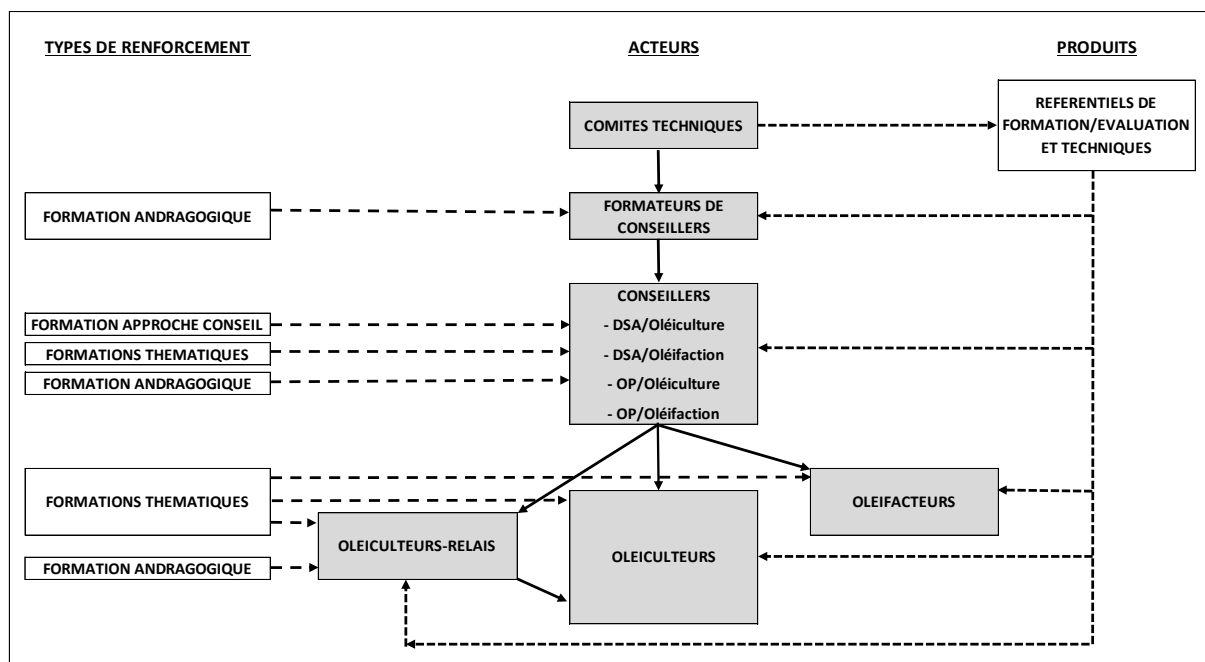 TYPES DE RENFORCEMENT
ACTEURS
PRODUITS
COMITES TECHNIQUES
RÉFERENTIELS DE
FORMATION/EVALUATION
ET TECHNIQUES
FORMATION ANDRAGOGIQUE
FORMATEURS DE
CONSEILLERS
CONSEILLERS
- DSA/Oléiculture
- DSA/Oléifaction
- OP/Oléiculture
- OP/Oléifaction
FORMATION APPROCHE CONSEIL
FORMATIONS THEMATIQUES
FORMATION ANDRAGOGIQUE
FORMATIONS THEMATIQUES
OLEIFACTEURS
OLEICULTEURS-RELAIS
OLEICULTEURS
FORMATION ANDRAGOGIQUE